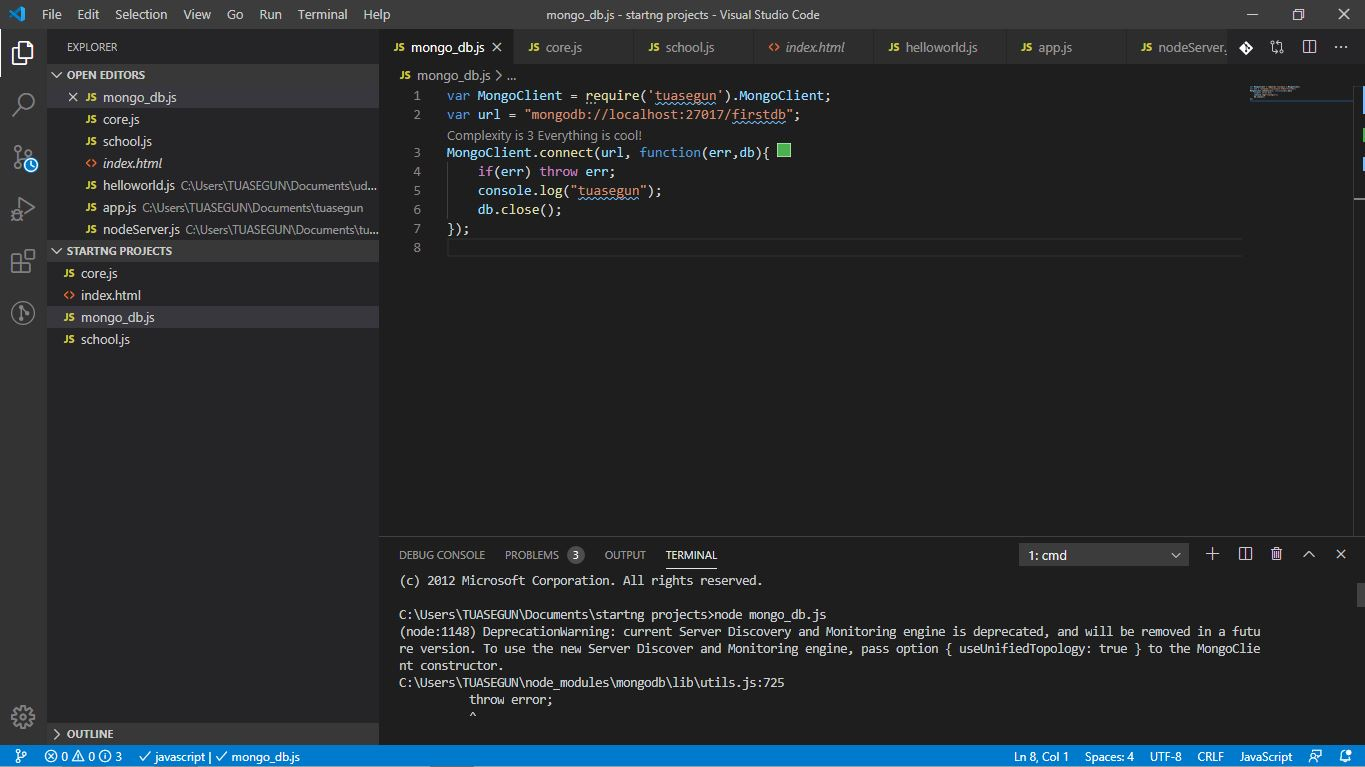 File Edit Selection View Go Run Terminal Help mongo_db.js - startng projects - Visual Studio Code
EXPLORER
OPEN EDITORS
JS mongo_db.js
JS core.js
JS school.js
<> index.html
JS helloworld.js C:\Users\TUASEGUN\Documents\ud...
JS app.js C:\Users\TUASEGUN\Documents\tuasegun
JS nodeServer.js C:\Users\TUASEGUN\Documents\tu...
STARTNG PROJECTS
JS core.js
<> index.html
JS mongo_db.js
JS school.js
OUTLINE
JS mongo_db.js JS core.js JS school.js <> index.html JS helloworld.js JS app.js JS nodeServer.
JS mongo_db.js > ...
1 var MongoClient = require('tuasegun').MongoClient;
2 var url = "mongodb://localhost:27017/firstdb";
Complexity is 3 Everything is cool!
3 MongoClient.connect(url, function(err,db){
4 if(err) throw err;
5 console.log("tuasegun");
6 db.close();
7 });
8
DEBUG CONSOLE PROBLEMS 3 OUTPUT TERMINAL 1: cmd
(c) 2012 Microsoft Corporation. All rights reserved.
C:\Users\TUASEGUN\Documents\startng projects>node mongo_db.js
(node:1148) DeprecationWarning: current Server Discovery and Monitoring engine is deprecated, and will be removed in a futu
re version. To use the new Server Discover and Monitoring engine, pass option { useUnifiedTopology: true } to the MongoClie
nt constructor.
C:\Users\TUASEGUN\node_modules\mongodb\lib\utils.js:725
throw error;
^
0 0 3 javascript | mongo_db.js Ln 8, Col 1 Spaces: 4 UTF-8 CRLF JavaScript